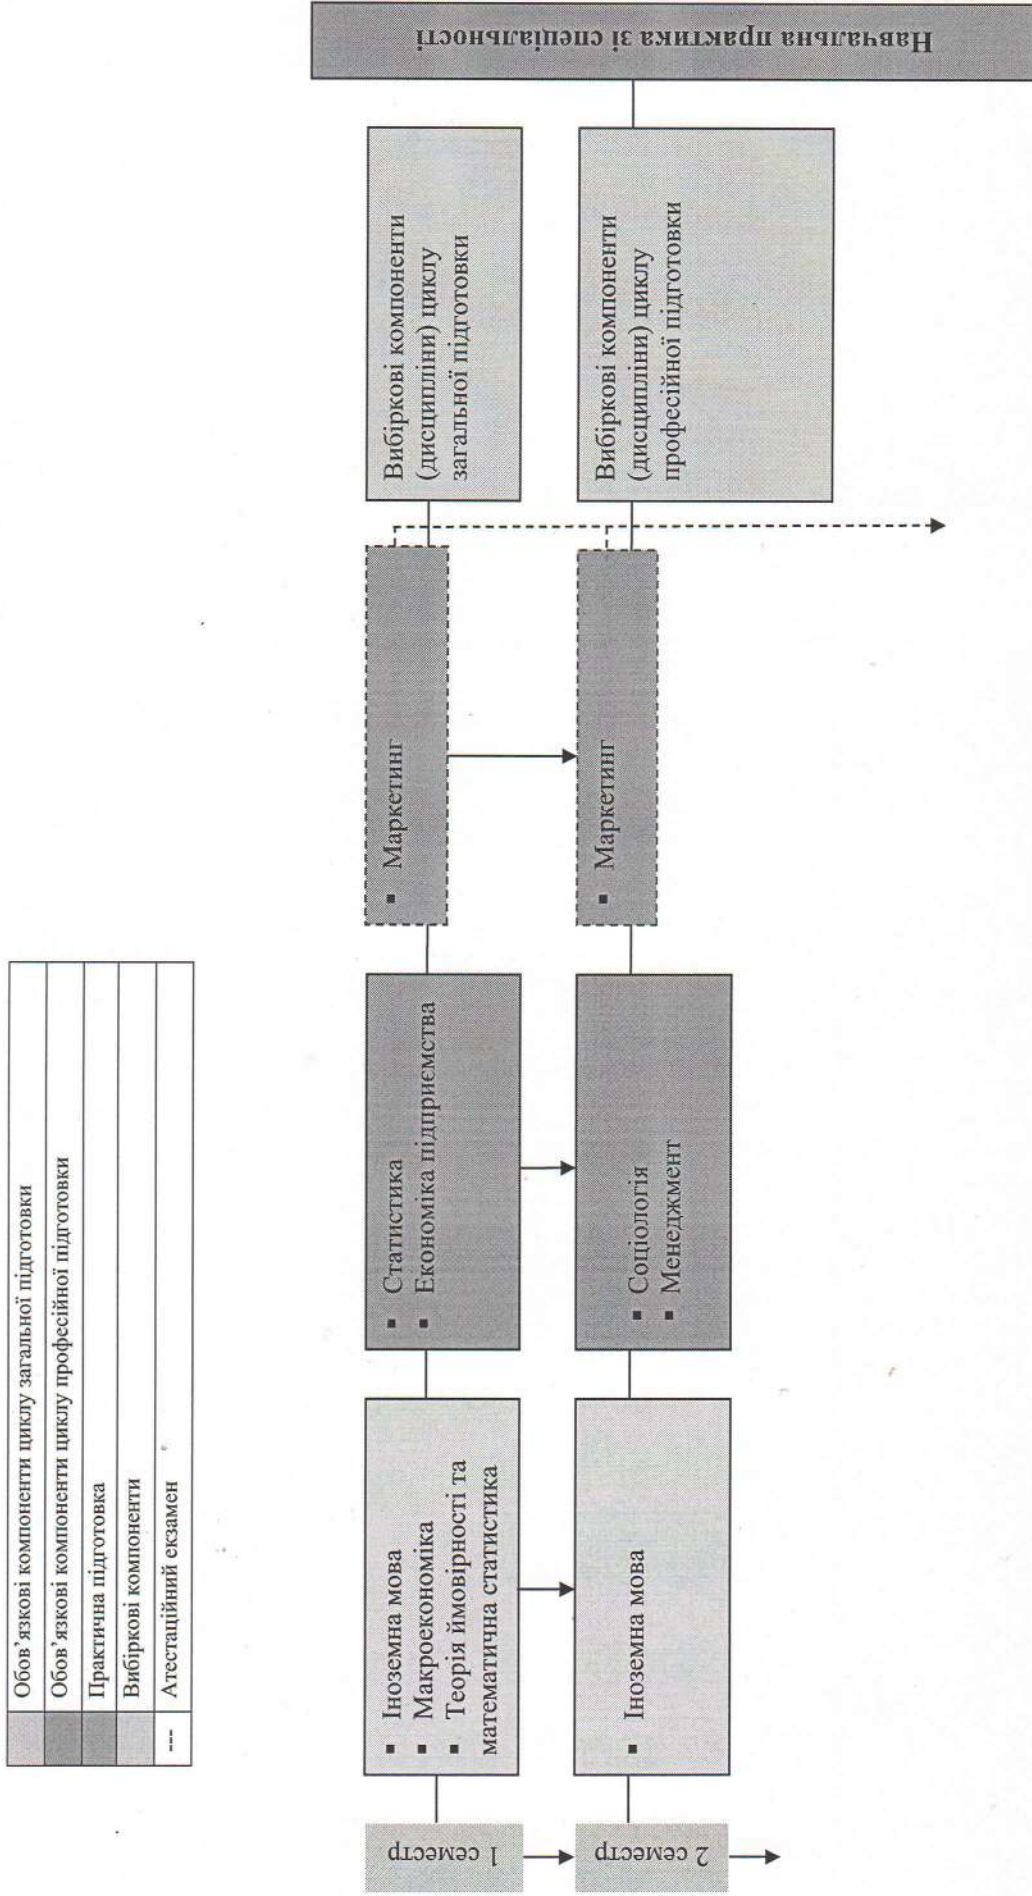 Обов’язкові компоненти циклу загальної підготовки
Обов’язкові компоненти циклу професійної підготовки
Практична підготовка
Вибіркові компоненти
--- Атестаційний екзамен
1 семестр
▪ Іноземна мова
▪ Макроекономіка
▪ Теорія ймовірності та
математична статистика
▪ Статистика
▪ Економіка підприємства
▪ Маркетинг
Вибіркові компоненти
(дисципліни) циклу
загальної підготовки
2 семестр
▪ Іноземна мова
▪ Соціологія
▪ Менеджмент
▪ Маркетинг
Вибіркові компоненти
(дисципліни) циклу
професійної підготовки
Навчальна практика зі спеціальності